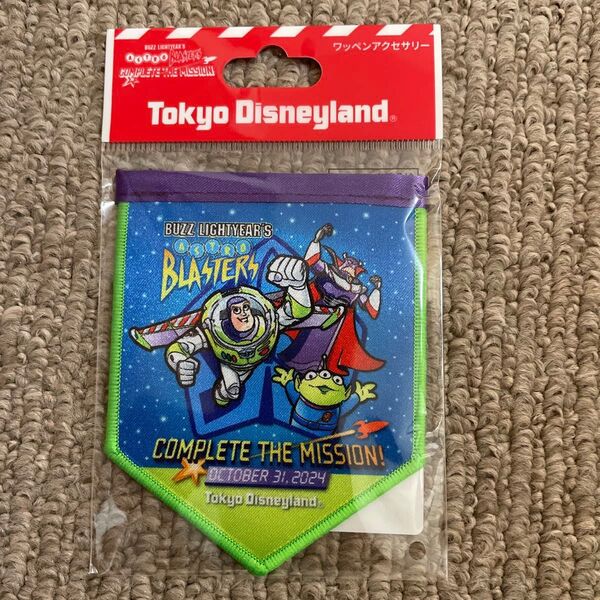 BUZZ LIGHTYEAR'S
ASTRO BLASTERS
COMPLETE THE MISSION
ワッペンアクセサリー
Tokyo Disneyland®
BUZZ LIGHTYEAR'S
ASTRO
BLASTERS
COMPLETE THE MISSION!
OCTOBER 31, 2024
Tokyo Disneyland®